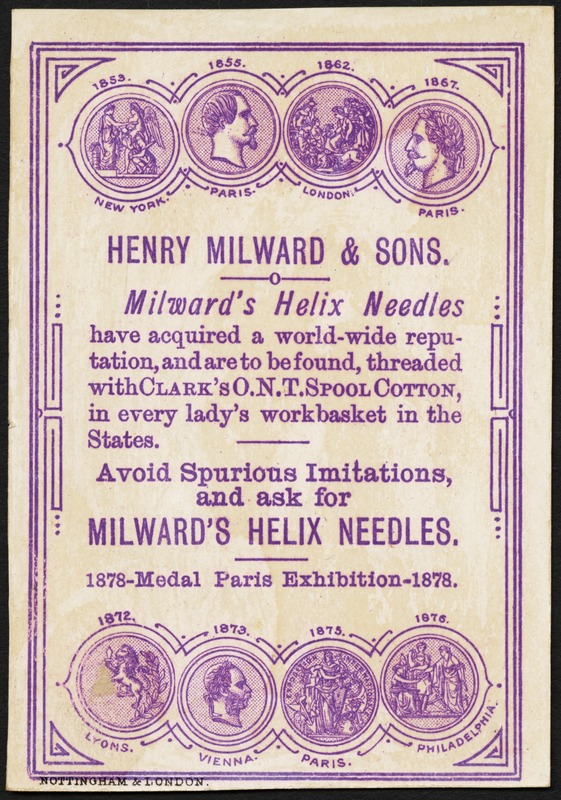 1853. 1855. 1862. 1867.
NEW YORK. PARIS. LONDON. PARIS.
HENRY MILWARD & SONS.
Milward's Helix Needles
have acquired a world-wide repu-
tation, and are to be found, threaded
with CLARK'S O.N.T. SPOOL COTTON,
in every lady's workbasket in the
States.
Avoid Spurious Imitations,
and ask for
MILWARD'S HELIX NEEDLES.
1878-Medal Paris Exhibition-1878.
1872. 1873. 1875. 1876.
LYONS. VIENNA. PARIS. PHILADELPHIA.
NOTTINGHAM & LONDON.